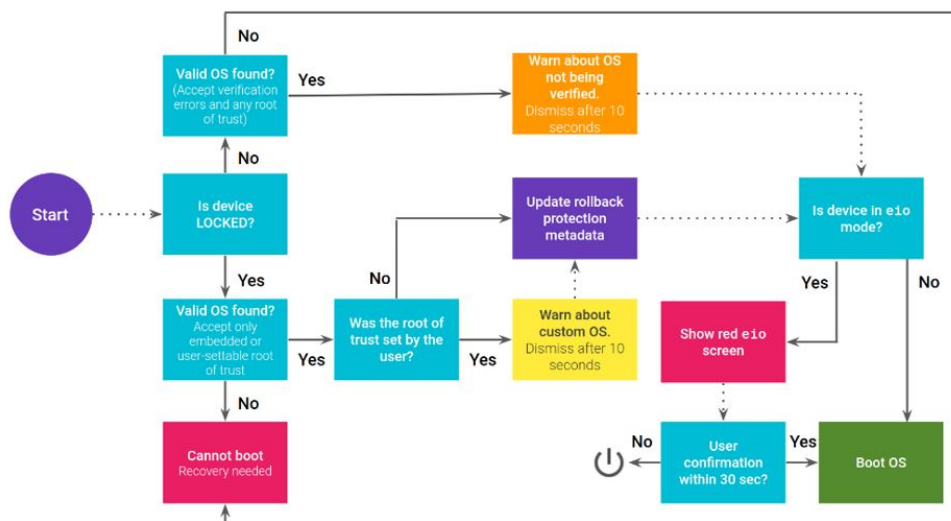 No
Valid OS found?
(Accept verification
errors and any root
of trust)
Yes
Warn about OS
not being
verified.
Dismiss after 10
seconds
No
Start
Is device
LOCKED?
Update rollback
protection
metadata
Is device in eio
mode?
Yes
No
Yes
No
Valid OS found?
Accept only
embedded or
user-settable root
of trust
Yes
Was the root of
trust set by the
user?
Yes
Warn about
custom OS.
Dismiss after 10
seconds
Show red eio
screen
No
Cannot boot
Recovery needed
No
User
confirmation
within 30 sec?
Yes
Boot OS